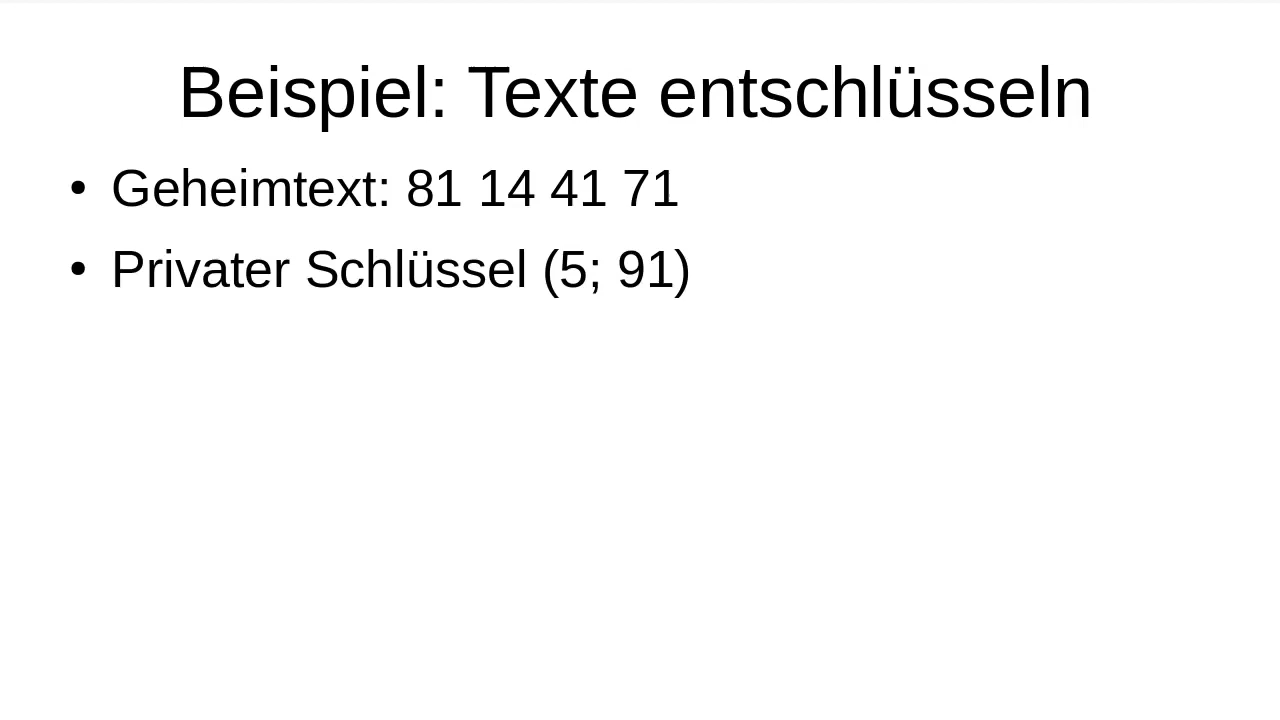 Beispiel: Texte entschlüsseln
• Geheimtext: 81 14 41 71
• Privater Schlüssel (5; 91)